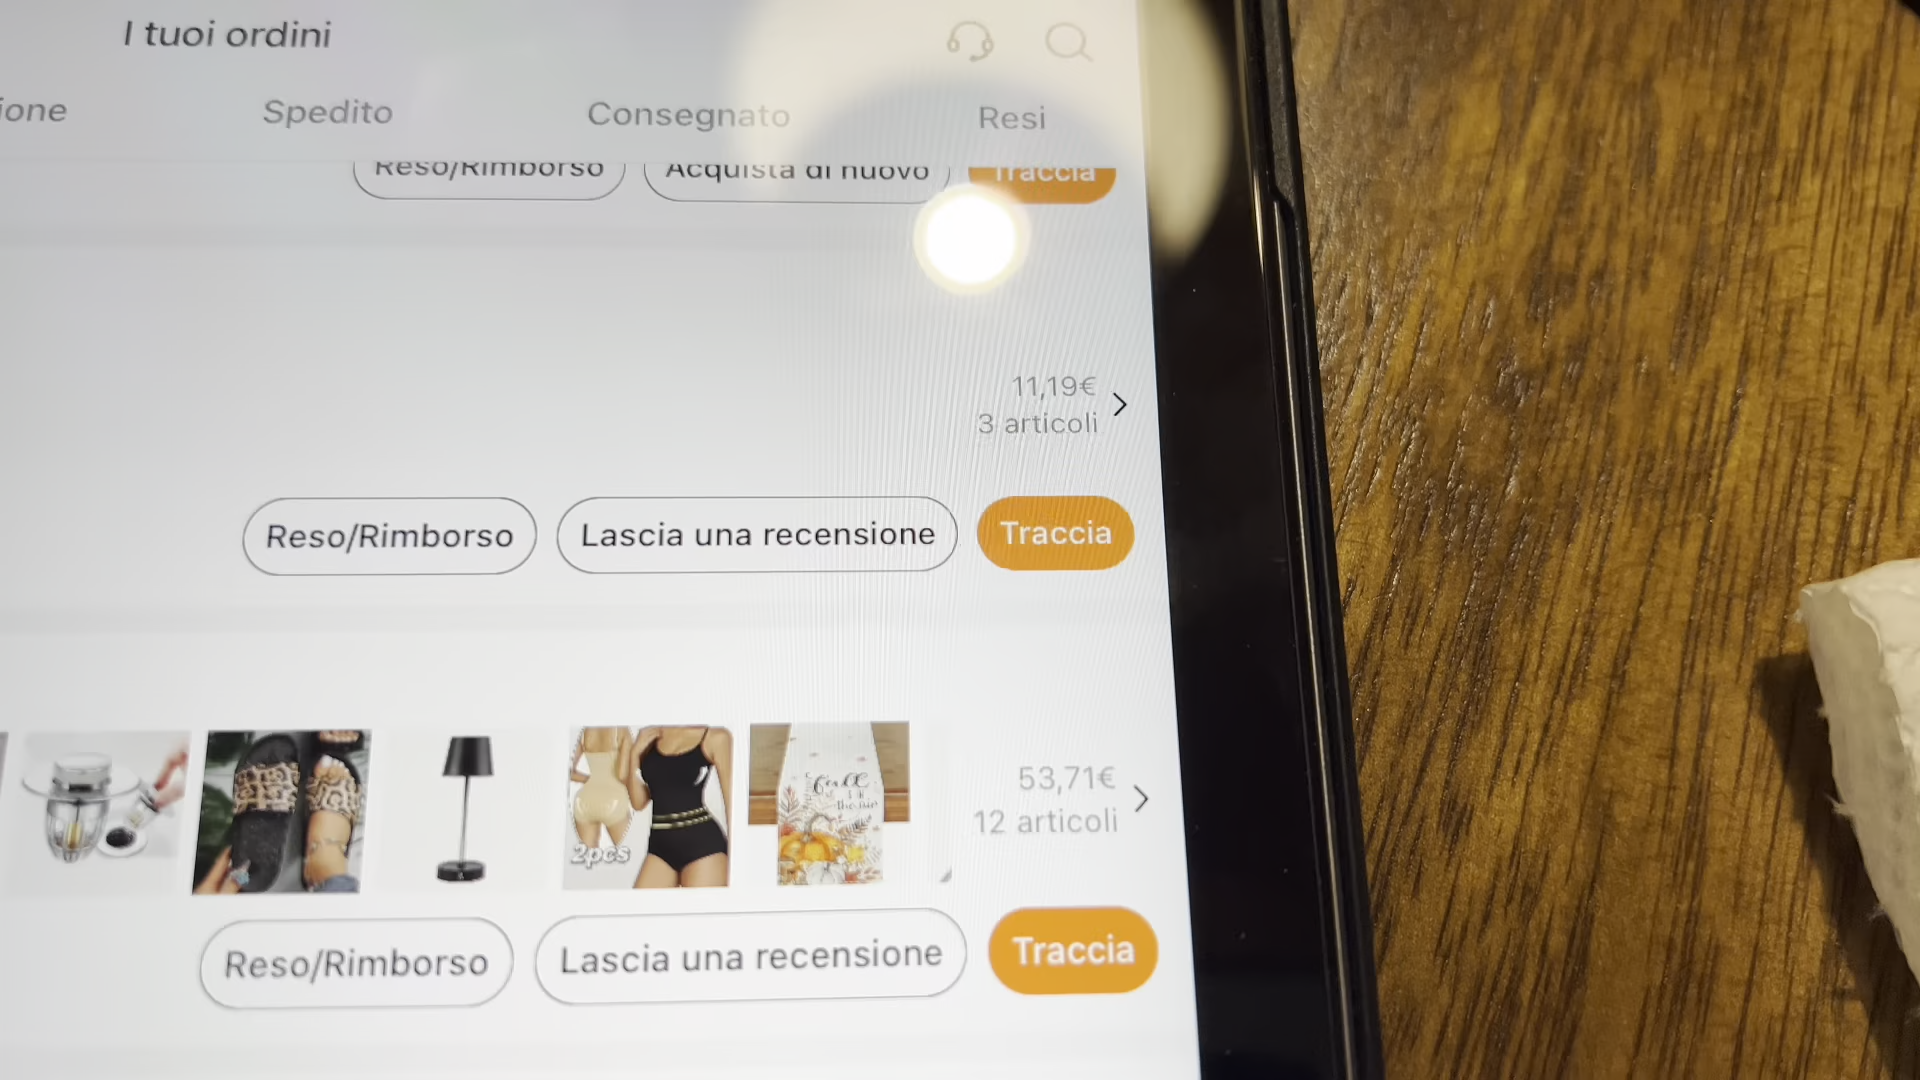 I tuoi ordini
ione
Spedito
Consegnato
Resi
Reso/Rimborso
Acquista di nuovo
Traccia
11,19€
3 articoli
Reso/Rimborso
Lascia una recensione
Traccia
2pcs
53,71€
12 articoli
Reso/Rimborso
Lascia una recensione
Traccia